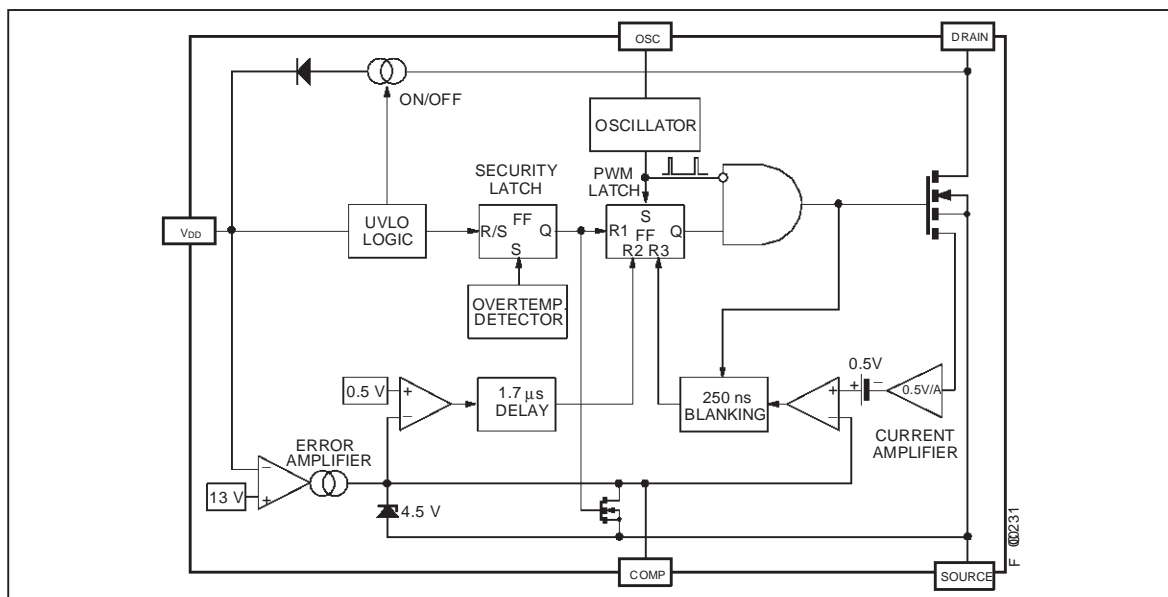 OSC
DRAIN
ON/OFF
OSCILLATOR
SECURITY
LATCH
PWM
LATCH
VDD
UVLO
LOGIC
R/S
FF
Q
S
R1
S
FF
R2 R3
Q
OVERTEMP.
DETECTOR
0.5 V
+
−
1.7 μs
DELAY
250 ns
BLANKING
+
−
0.5V
+
−
0.5V/A
CURRENT
AMPLIFIER
ERROR
AMPLIFIER
13 V
−
+
4.5 V
COMP
SOURCE